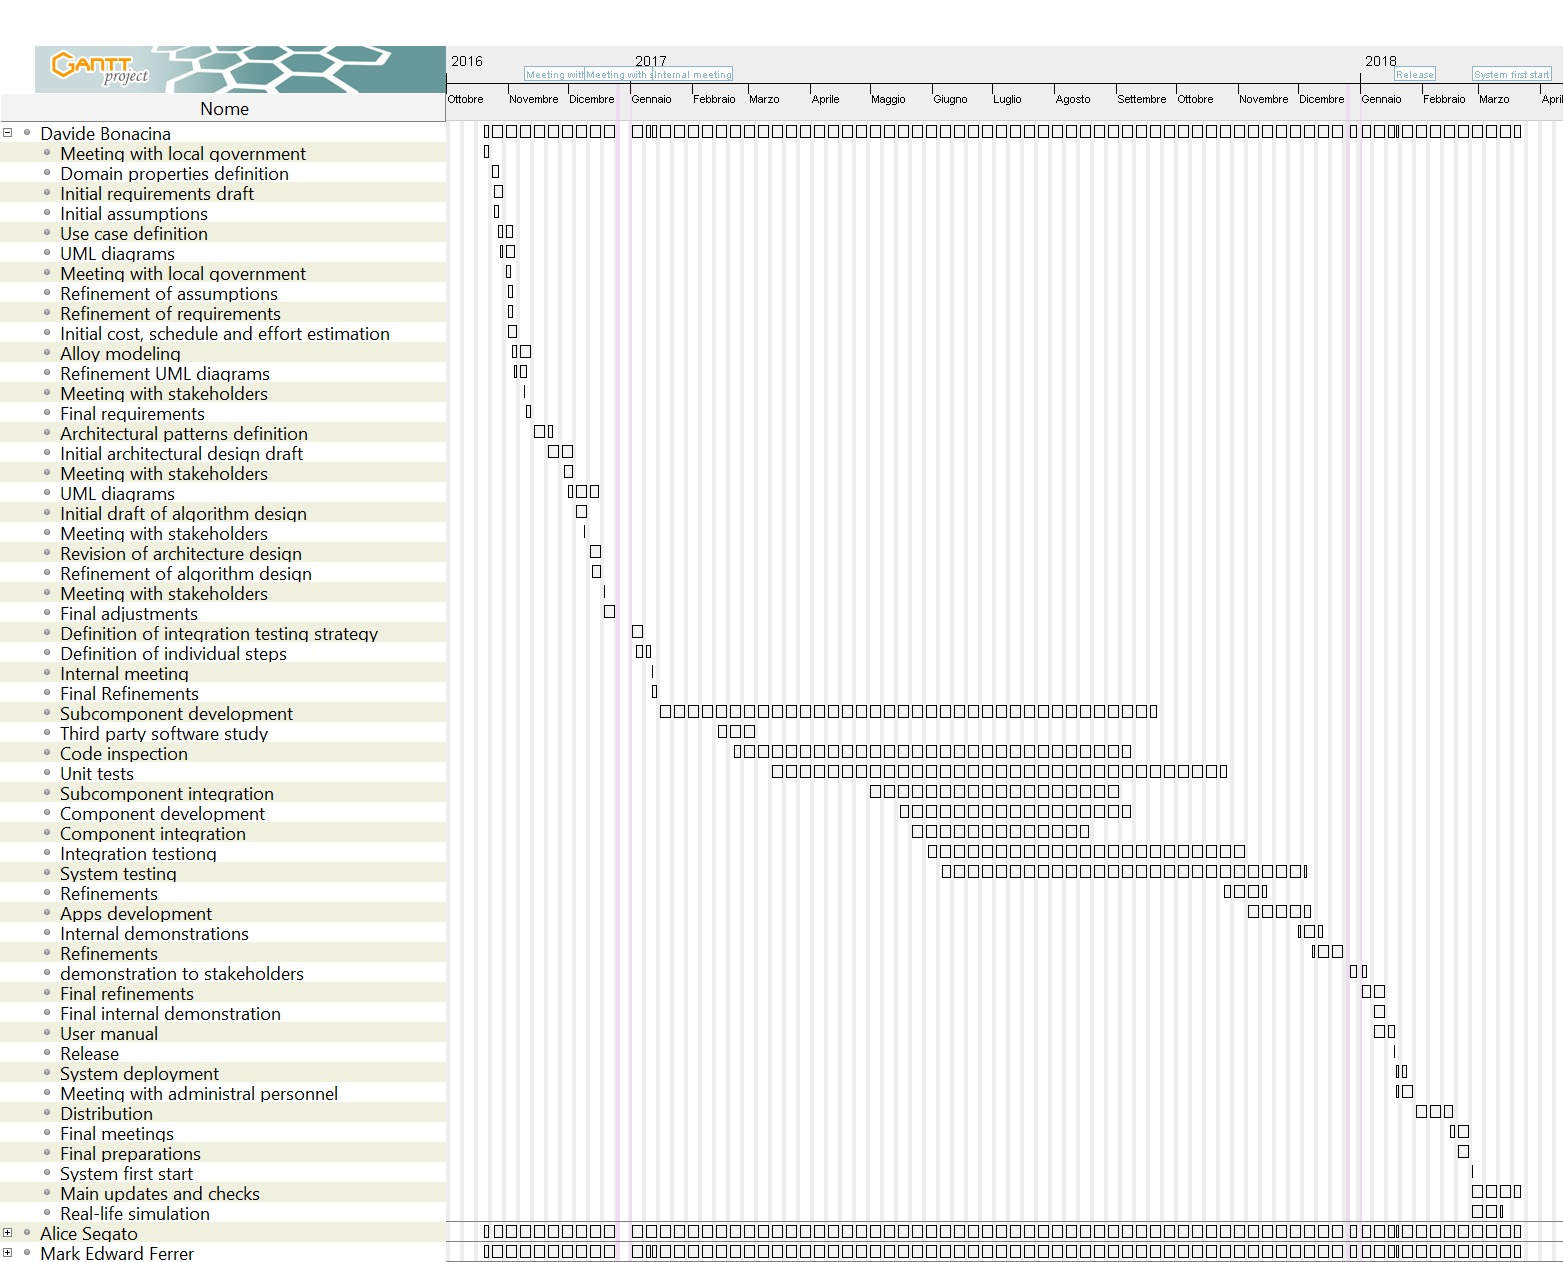 GANTT
project
2016
2017
2018
Meeting with
Meeting with s
Internal meeting
Release
System first start
Ottobre
Novembre
Dicembre
Gennaio
Febbraio
Marzo
Aprile
Maggio
Giugno
Luglio
Agosto
Settembre
Ottobre
Novembre
Dicembre
Gennaio
Febbraio
Marzo
April
Nome
Davide Bonacina
Meeting with local government
Domain properties definition
Initial requirements draft
Initial assumptions
Use case definition
UML diagrams
Meeting with local government
Refinement of assumptions
Refinement of requirements
Initial cost, schedule and effort estimation
Alloy modeling
Refinement UML diagrams
Meeting with stakeholders
Final requirements
Architectural patterns definition
Initial architectural design draft
Meeting with stakeholders
UML diagrams
Initial draft of algorithm design
Meeting with stakeholders
Revision of architecture design
Refinement of algorithm design
Meeting with stakeholders
Final adjustments
Definition of integration testing strategy
Definition of individual steps
Internal meeting
Final Refinements
Subcomponent development
Third party software study
Code inspection
Unit tests
Subcomponent integration
Component development
Component integration
Integration testiong
System testing
Refinements
Apps development
Internal demonstrations
Refinements
demonstration to stakeholders
Final refinements
Final internal demonstration
User manual
Release
System deployment
Meeting with administral personnel
Distribution
Final meetings
Final preparations
System first start
Main updates and checks
Real-life simulation
Alice Segato
Mark Edward Ferrer